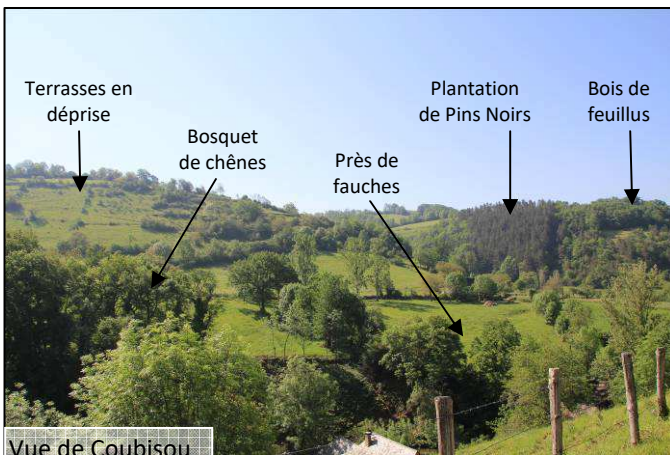 Terrasses en
déprise
Bosquet
de chênes
Près de
fauches
Plantation
de Pins Noirs
Bois de
feuillus
Vue de Coubisou